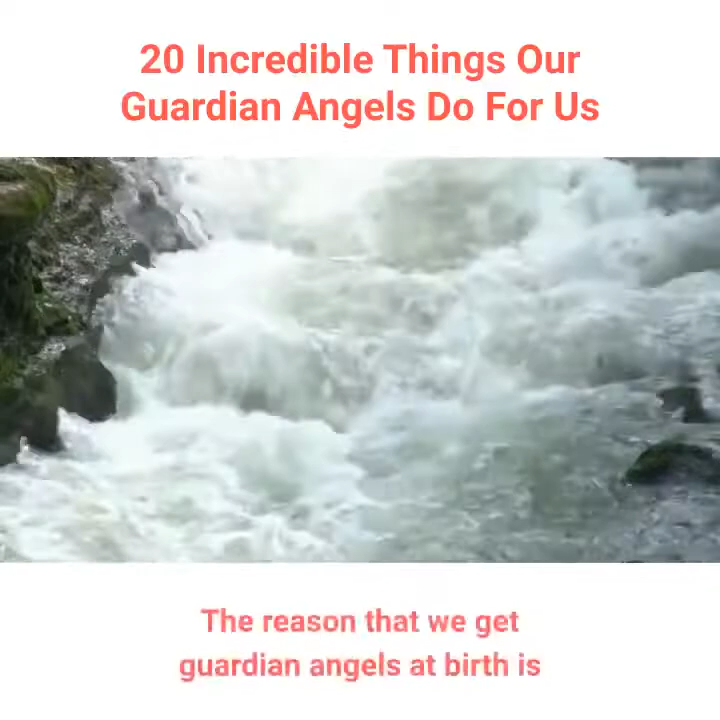 20 Incredible Things Our
Guardian Angels Do For Us
The reason that we get
guardian angels at birth is